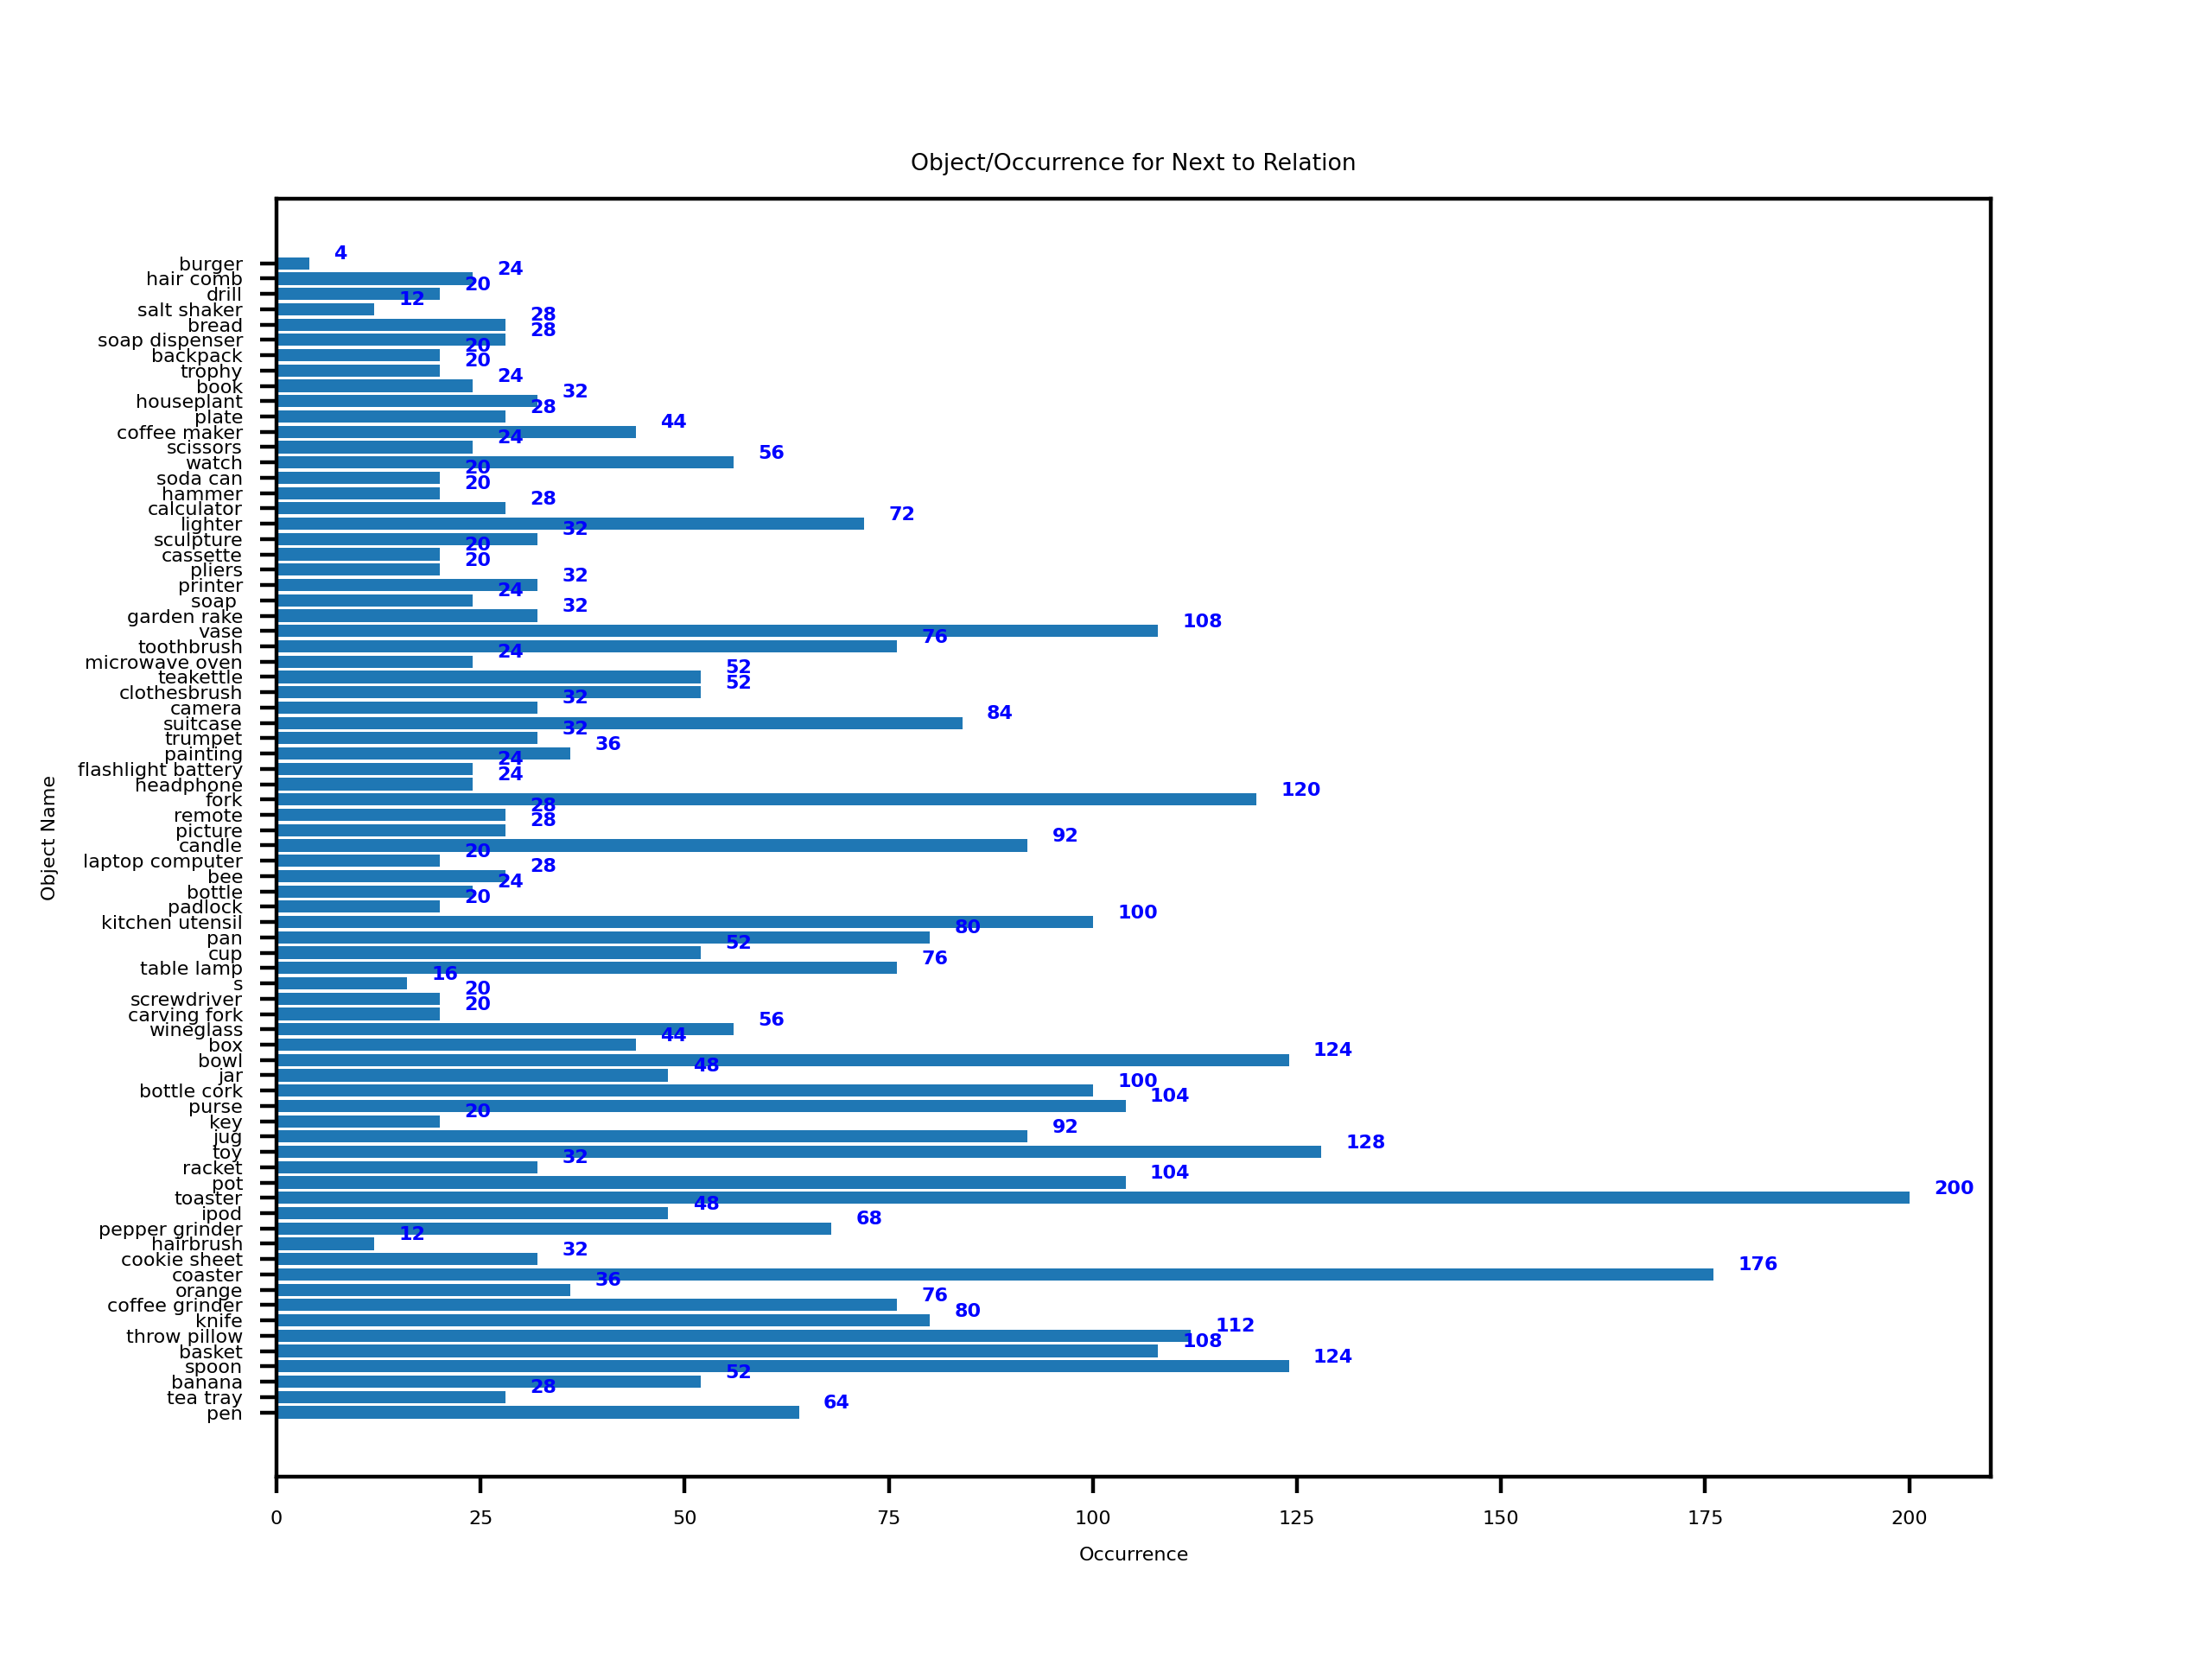 Object/Occurrence for Next to Relation
Object Name
burger 4
hair comb 24
drill 20
salt shaker 12
bread 28
soap dispenser 28
backpack 20
trophy 20
book 24
houseplant 32
plate 28
coffee maker 44
scissors 24
watch 56
soda can 20
hammer 20
calculator 28
lighter 72
sculpture 32
cassette 20
pliers 20
printer 32
soap 24
garden rake 32
vase 108
toothbrush 76
microwave oven 24
teakettle 52
clothesbrush 52
camera 32
suitcase 84
trumpet 32
painting 36
flashlight battery 24
headphone 24
fork 120
remote 28
picture 28
candle 92
laptop computer 20
bee 28
bottle 24
padlock 20
kitchen utensil 100
pan 80
cup 52
table lamp 76
s 16
screwdriver 20
carving fork 20
wineglass 56
box 44
bowl 124
jar 48
bottle cork 100
purse 104
key 20
jug 92
toy 128
racket 32
pot 104
toaster 200
ipod 48
pepper grinder 68
hairbrush 12
cookie sheet 32
coaster 176
orange 36
coffee grinder 76
knife 80
throw pillow 112
basket 108
spoon 124
banana 52
tea tray 28
pen 64
0 25 50 75 100 125 150 175 200
Occurrence